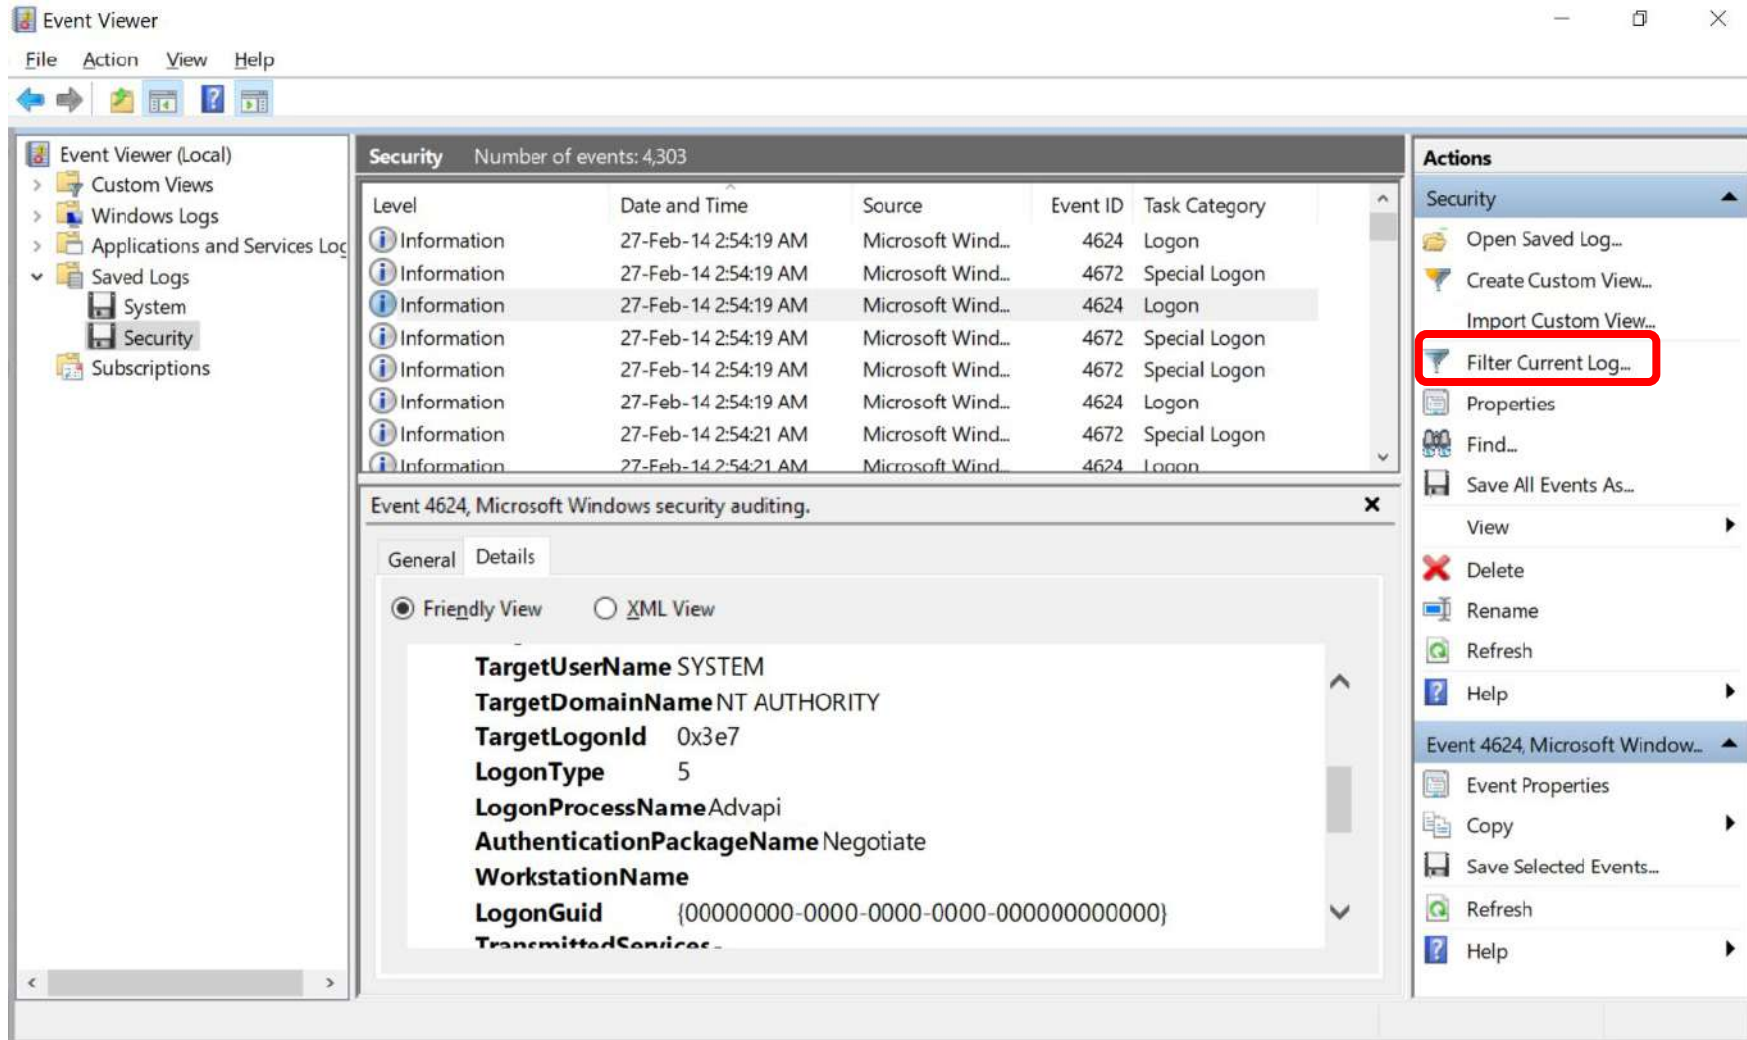 Event Viewer
File Action View Help
Event Viewer (Local)
Custom Views
Windows Logs
Applications and Services Log
Saved Logs
System
Security
Subscriptions
Security Number of events: 4,303
Level Date and Time Source Event ID Task Category
Information 27-Feb-14 2:54:19 AM Microsoft Wind... 4624 Logon
Information 27-Feb-14 2:54:19 AM Microsoft Wind... 4672 Special Logon
Information 27-Feb-14 2:54:19 AM Microsoft Wind... 4624 Logon
Information 27-Feb-14 2:54:19 AM Microsoft Wind... 4672 Special Logon
Information 27-Feb-14 2:54:19 AM Microsoft Wind... 4672 Special Logon
Information 27-Feb-14 2:54:19 AM Microsoft Wind... 4624 Logon
Information 27-Feb-14 2:54:21 AM Microsoft Wind... 4672 Special Logon
Information 27-Feb-14 2:54:21 AM Microsoft Wind... 4624 Logon
Event 4624, Microsoft Windows security auditing.
General Details
Friendly View XML View
TargetUserName SYSTEM
TargetDomainName NT AUTHORITY
TargetLogonId 0x3e7
LogonType 5
LogonProcessName Advapi
AuthenticationPackageName Negotiate
WorkstationName
LogonGuid {00000000-0000-0000-0000-000000000000}
TransmittedServices -
Actions
Security
Open Saved Log...
Create Custom View...
Import Custom View...
Filter Current Log...
Properties
Find...
Save All Events As...
View
Delete
Rename
Refresh
Help
Event 4624, Microsoft Window...
Event Properties
Copy
Save Selected Events...
Refresh
Help